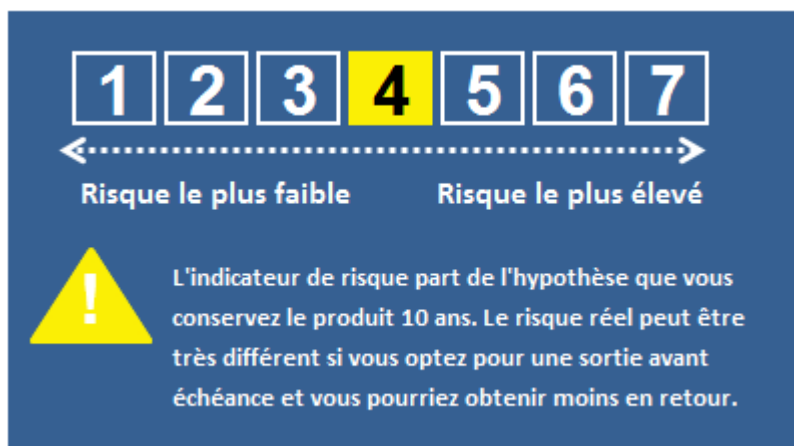 1 2 3 4 5 6 7
Risque le plus faible Risque le plus élevé
!
L'indicateur de risque part de l'hypothèse que vous
conservez le produit 10 ans. Le risque réel peut être
très différent si vous optez pour une sortie avant
échéance et vous pourriez obtenir moins en retour.